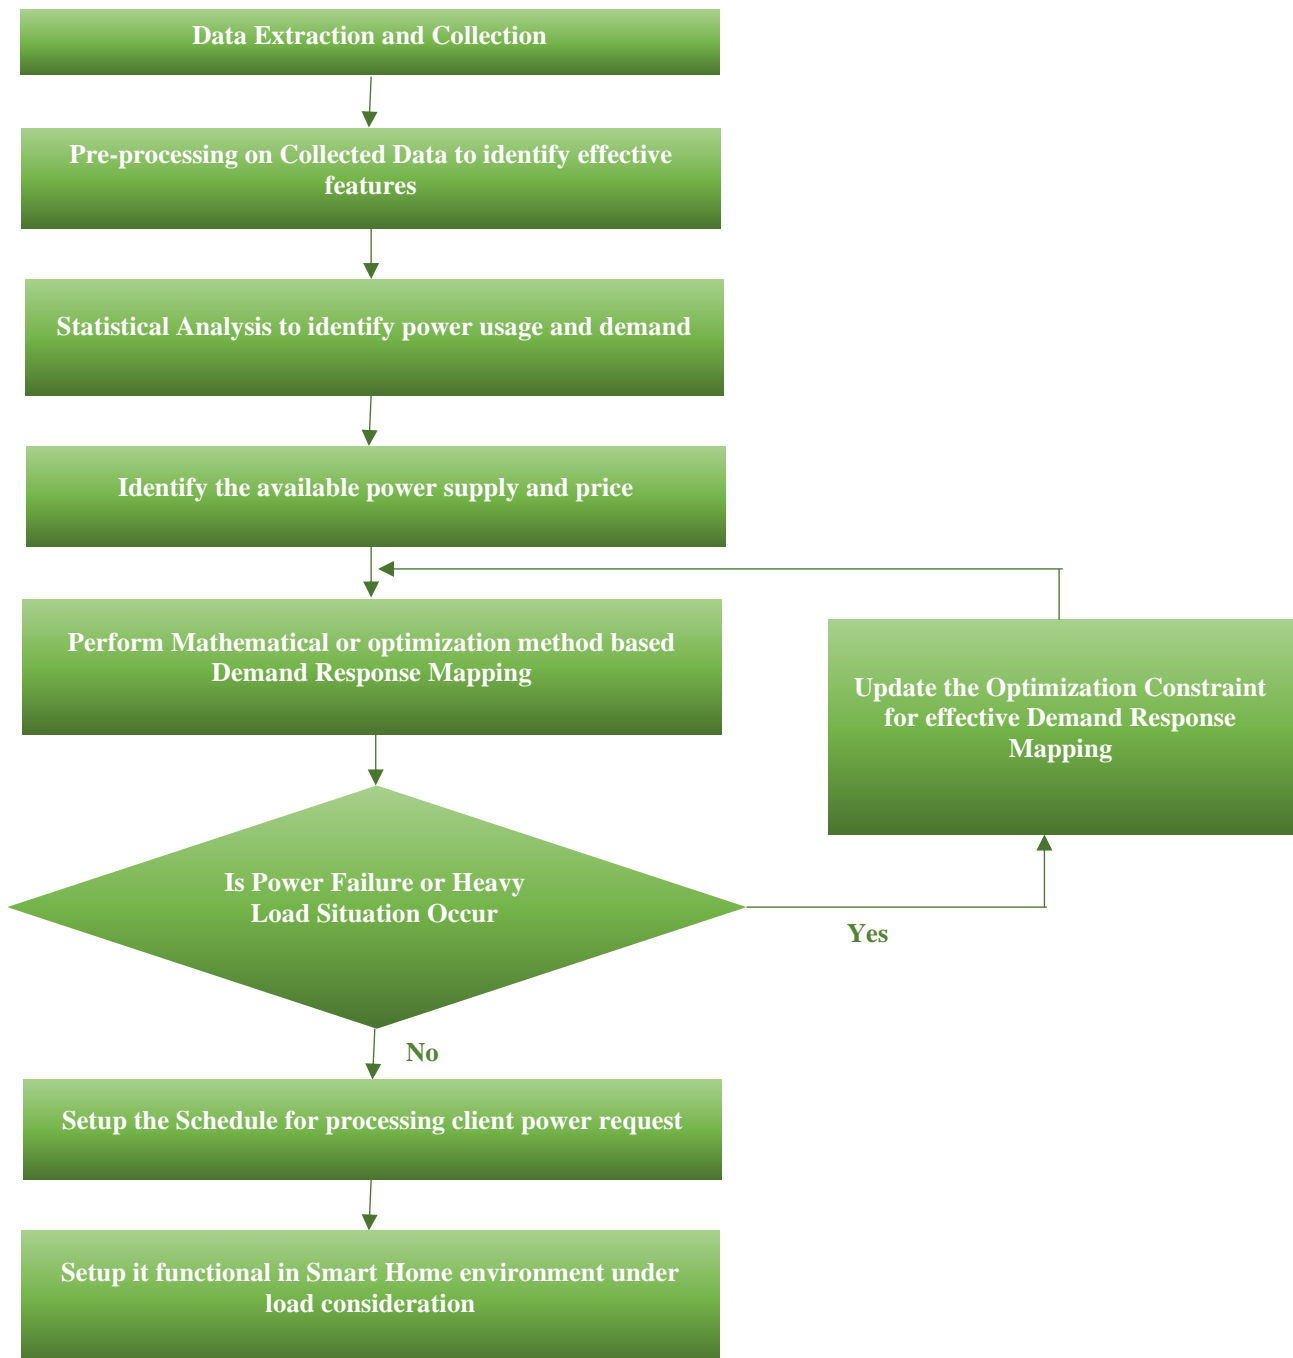 Data Extraction and Collection
Pre-processing on Collected Data to identify effective
features
Statistical Analysis to identify power usage and demand
Identify the available power supply and price
Perform Mathematical or optimization method based
Demand Response Mapping
Update the Optimization Constraint
for effective Demand Response
Mapping
Is Power Failure or Heavy
Load Situation Occur
Yes
No
Setup the Schedule for processing client power request
Setup it functional in Smart Home environment under
load consideration